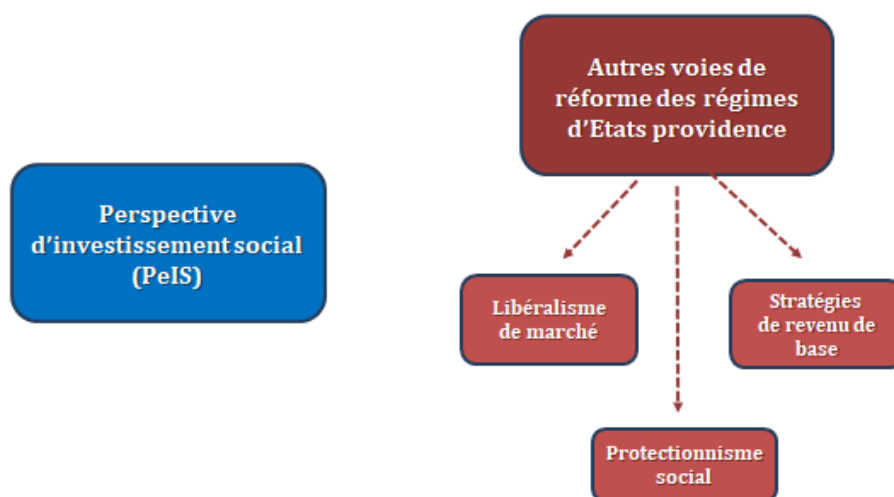 Autres voies de
réforme des régimes
d'Etats providence
Perspective
d'investissement social
(PeIS)
Libéralisme
de marché
Stratégies
de revenu de
base
Protectionnisme
social